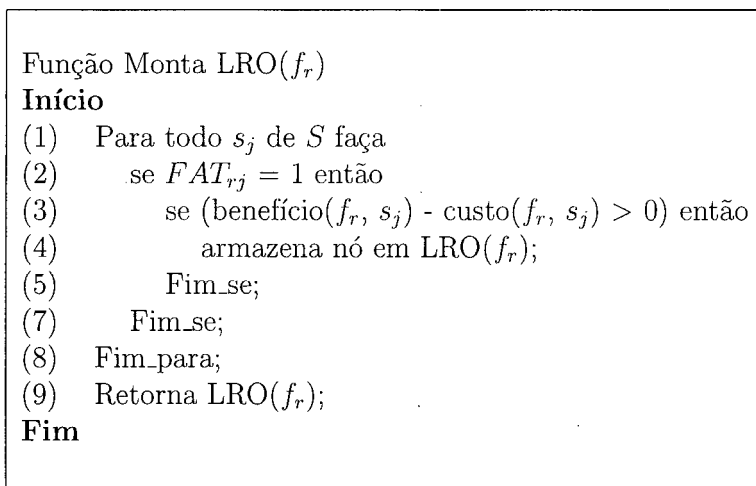 Função Monta LRO(f_r)
Início
(1) Para todo s_j de S faça
(2) se FAT_rj = 1 então
(3) se (benefício(f_r, s_j) - custo(f_r, s_j) > 0) então
(4) armazena nó em LRO(f_r);
(5) Fim_se;
(7) Fim_se;
(8) Fim_para;
(9) Retorna LRO(f_r);
Fim